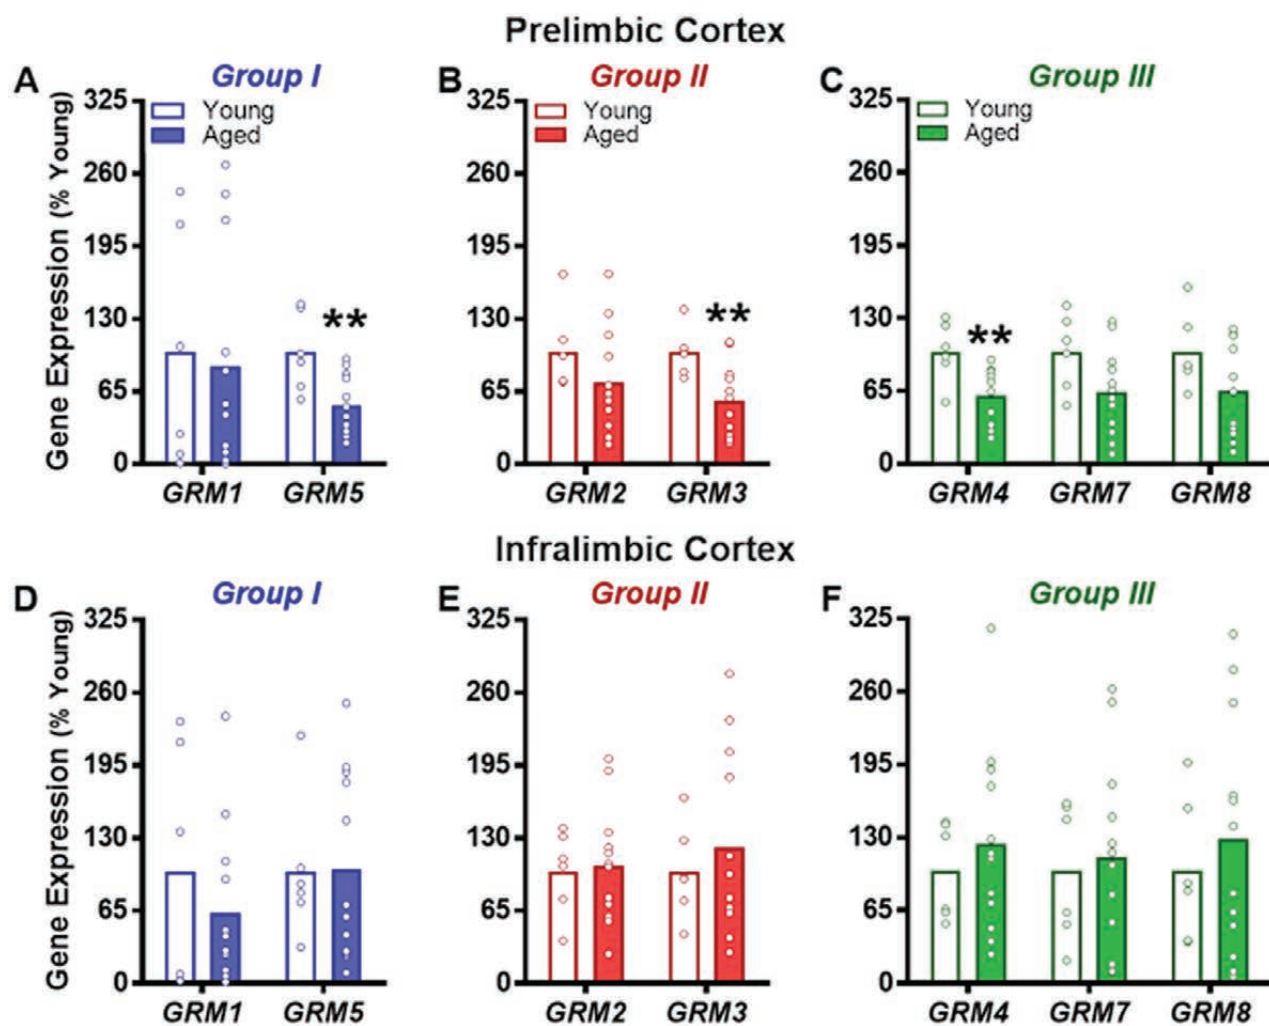 Prelimbic Cortex
A Group I B Group II C Group III
Gene Expression (% Young)
325 Young 325 Young 325 Young
Aged Aged Aged
260 260 260
195 195 195
130 ** 130 ** 130 **
65 65 65
0 0 0
GRM1 GRM5 GRM2 GRM3 GRM4 GRM7 GRM8
Infralimbic Cortex
D Group I E Group II F Group III
Gene Expression (% Young)
325 325 325
260 260 260
195 195 195
130 130 130
65 65 65
0 0 0
GRM1 GRM5 GRM2 GRM3 GRM4 GRM7 GRM8